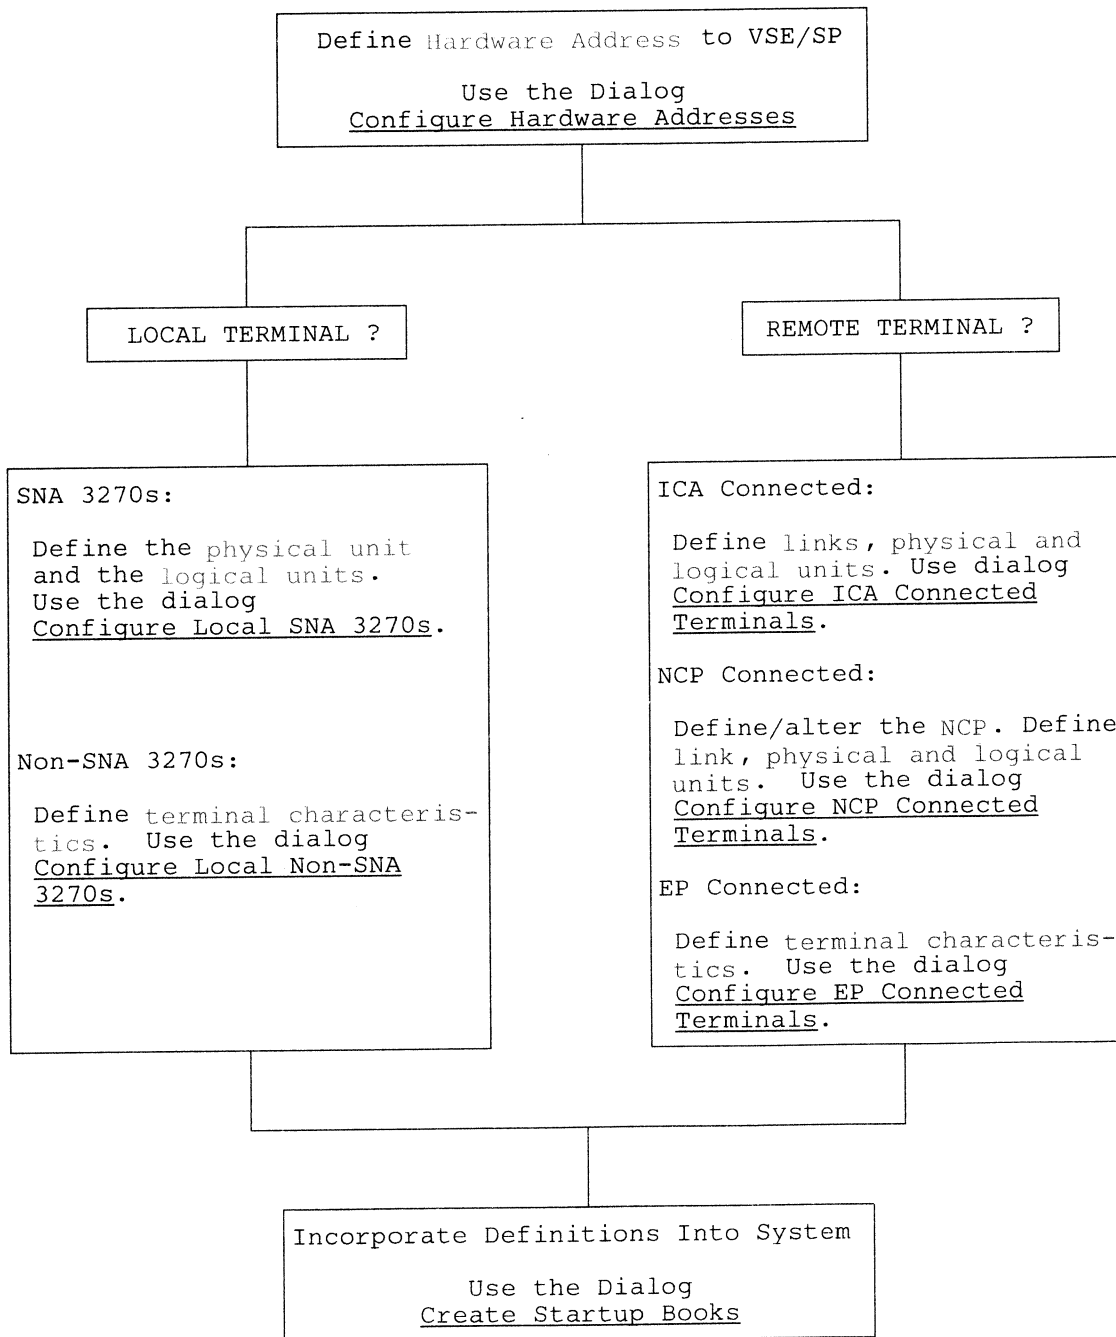 Define Hardware Address to VSE/SP
Use the Dialog
Configure Hardware Addresses
LOCAL TERMINAL ?
REMOTE TERMINAL ?
SNA 3270s:
Define the physical unit
and the logical units.
Use the dialog
Configure Local SNA 3270s.
Non-SNA 3270s:
Define terminal characteris-
tics. Use the dialog
Configure Local Non-SNA
3270s.
ICA Connected:
Define links, physical and
logical units. Use dialog
Configure ICA Connected
Terminals.
NCP Connected:
Define/alter the NCP. Define
link, physical and logical
units. Use the dialog
Configure NCP Connected
Terminals.
EP Connected:
Define terminal characteris-
tics. Use the dialog
Configure EP Connected
Terminals.
Incorporate Definitions Into System
Use the Dialog
Create Startup Books